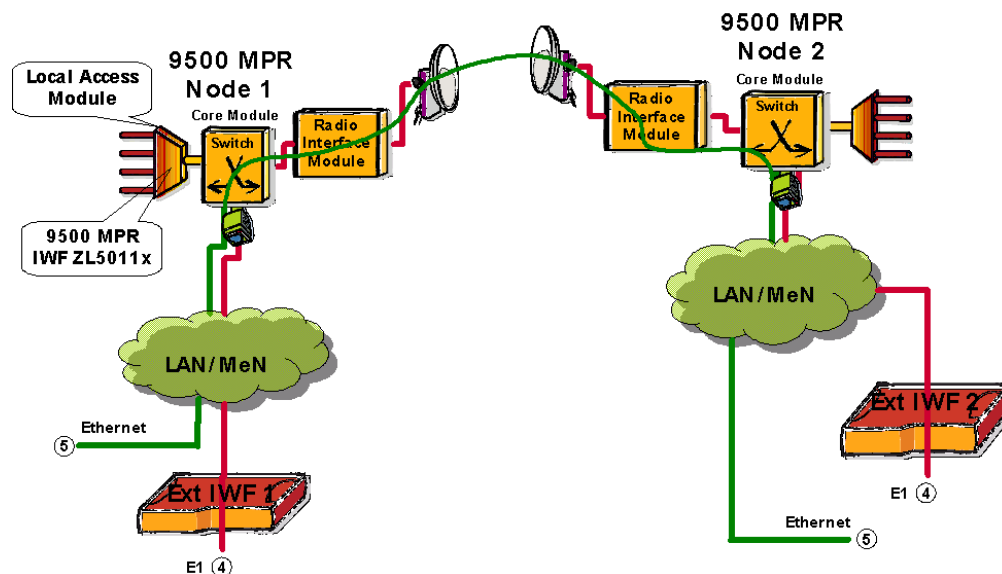 9500 MPR
Node 1
Core Module
Local Access
Module
Switch
Radio
Interface
Module
9500 MPR
IWF ZL5011x
LAN/MeN
Ethernet
5
Ext IWF 1
E1 4
9500 MPR
Node 2
Core Module
Radio
Interface
Module
Switch
LAN/MeN
Ext IWF 2
E1 4
Ethernet
5